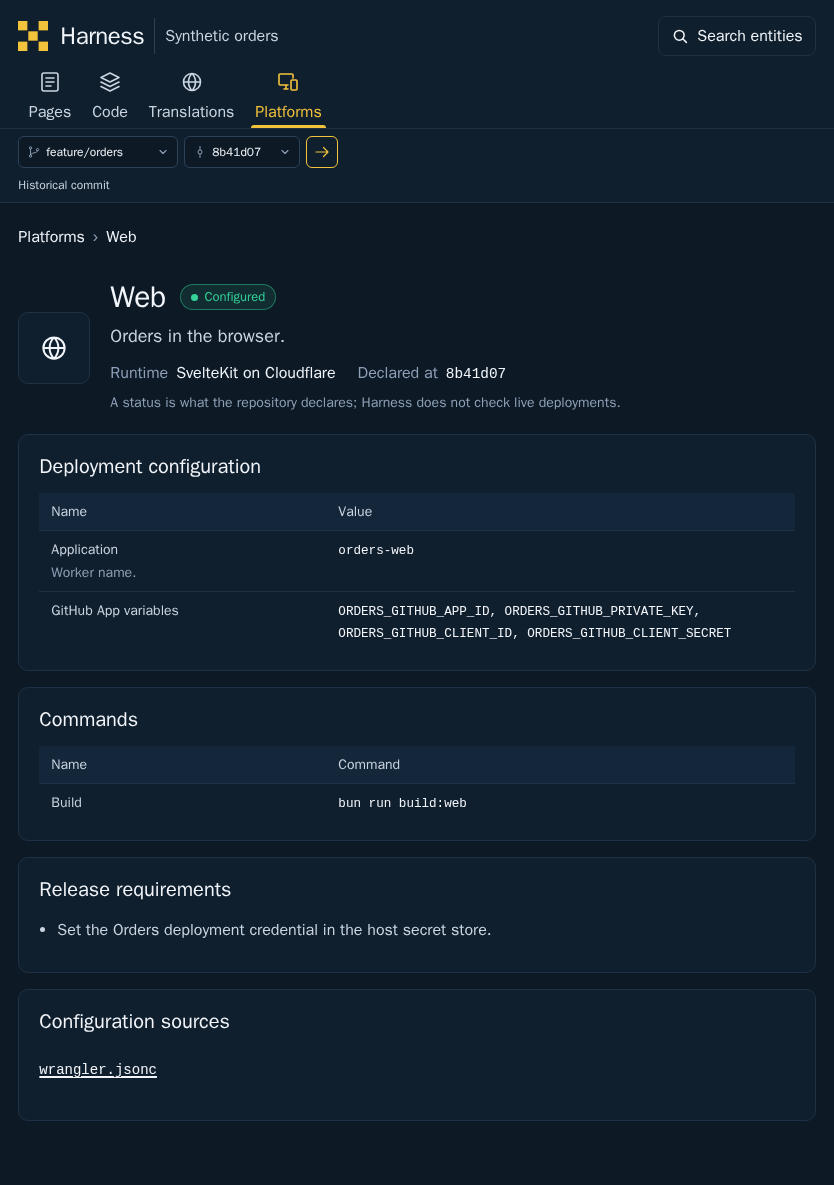 Harness
Synthetic orders
Search entities
Pages
Code
Translations
Platforms
feature/orders
8b41d07
Historical commit
Platforms › Web
Web
Configured
Orders in the browser.
Runtime SvelteKit on Cloudflare Declared at 8b41d07
A status is what the repository declares; Harness does not check live deployments.
Deployment configuration
Name Value
Application orders-web
Worker name.
GitHub App variables ORDERS_GITHUB_APP_ID, ORDERS_GITHUB_PRIVATE_KEY,
ORDERS_GITHUB_CLIENT_ID, ORDERS_GITHUB_CLIENT_SECRET
Commands
Name Command
Build bun run build:web
Release requirements
• Set the Orders deployment credential in the host secret store.
Configuration sources
wrangler.jsonc